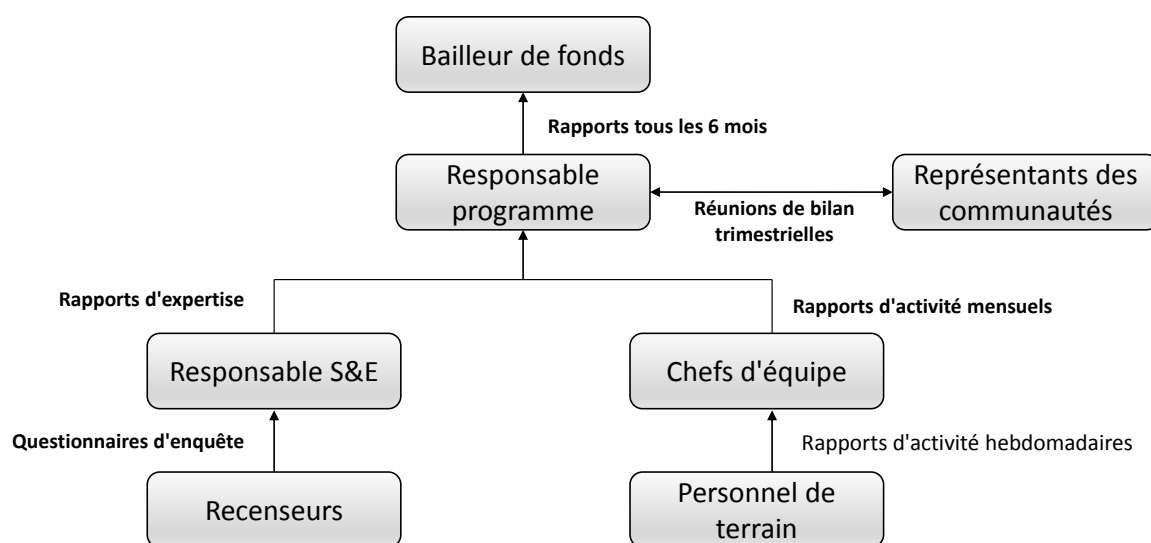 Bailleur de fonds
Rapports tous les 6 mois
Responsable
programme
Réunions de bilan
trimestrielles
Représentants des
communautés
Rapports d'expertise
Rapports d'activité mensuels
Responsable S&E
Chefs d'équipe
Questionnaires d'enquête
Rapports d'activité hebdomadaires
Recenseurs
Personnel de
terrain